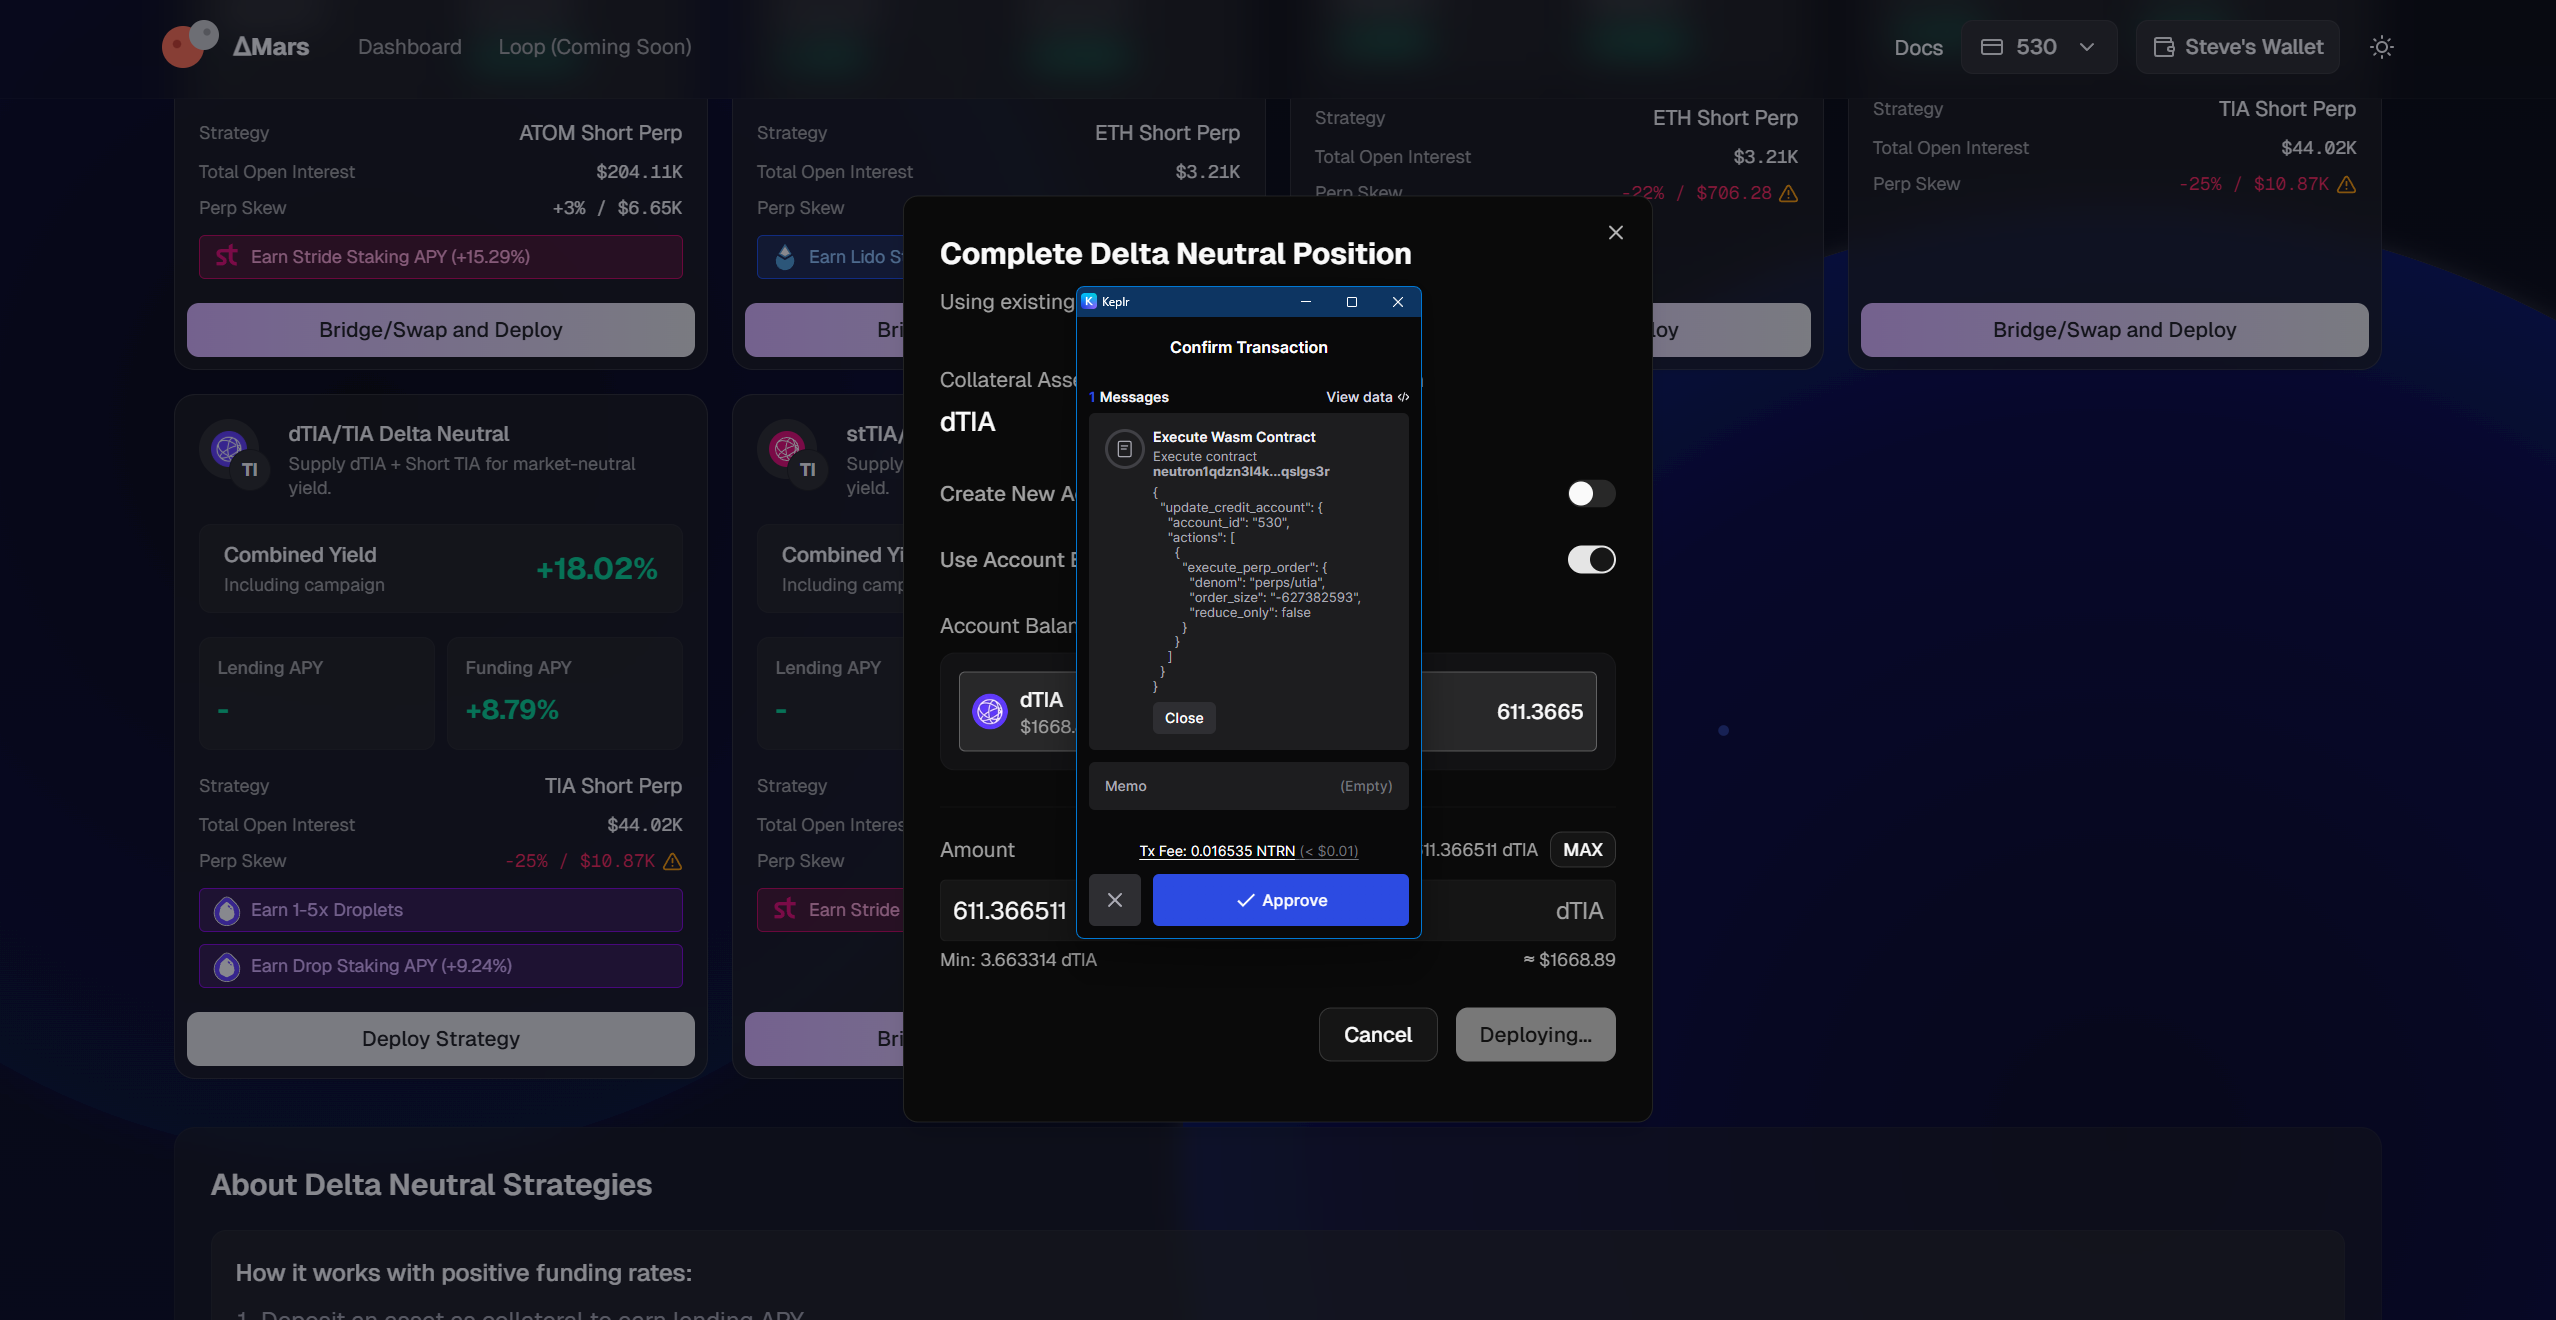 ΔMars
Dashboard
Loop (Coming Soon)
Docs
530
Steve's Wallet
Strategy
ATOM Short Perp
Total Open Interest
$204.11K
Perp Skew
+3% / $6.65K
st Earn Stride Staking APY (+15.29%)
Bridge/Swap and Deploy
Strategy
ETH Short Perp
Total Open Interest
$3.21K
Perp Skew
Earn Lido
Strategy
ETH Short Perp
Total Open Interest
$3.21K
Perp Skew
-22% / $706.28
Strategy
TIA Short Perp
Total Open Interest
$44.02K
Perp Skew
-25% / $10.87K
Bridge/Swap and Deploy
dTIA/TIA Delta Neutral
Supply dTIA + Short TIA for market-neutral
yield.
TI
Combined Yield
Including campaign
+18.02%
Lending APY
-
Funding APY
+8.79%
Strategy
TIA Short Perp
Total Open Interest
$44.02K
Perp Skew
-25% / $10.87K
Earn 1-5x Droplets
Earn Drop Staking APY (+9.24%)
Deploy Strategy
stTIA/
Supply
yield.
TI
Combined Yi
Including camp
Lending APY
-
Strategy
Total Open Interes
Perp Skew
st Earn Stride
Bri
Complete Delta Neutral Position
Using existing
Collateral Asse
dTIA
Create New A
Use Account
Account Balan
dTIA
$1668.
611.3665
Amount
11.366511 dTIA
MAX
611.366511
dTIA
Min: 3.663314 dTIA
≈ $1668.89
Cancel
Deploying...
Keplr
Confirm Transaction
1 Messages
View data </>
Execute Wasm Contract
Execute contract
neutron1qdzn3l4k...qslgs3r
{
"update_credit_account": {
"account_id": "530",
"actions": [
{
"execute_perp_order": {
"denom": "perps/utia",
"order_size": "-627382593",
"reduce_only": false
}
}
]
}
}
Close
Memo
(Empty)
Tx Fee: 0.016535 NTRN (< $0.01)
Approve
About Delta Neutral Strategies
How it works with positive funding rates:
1. Deposit an asset as collateral to earn lending APY